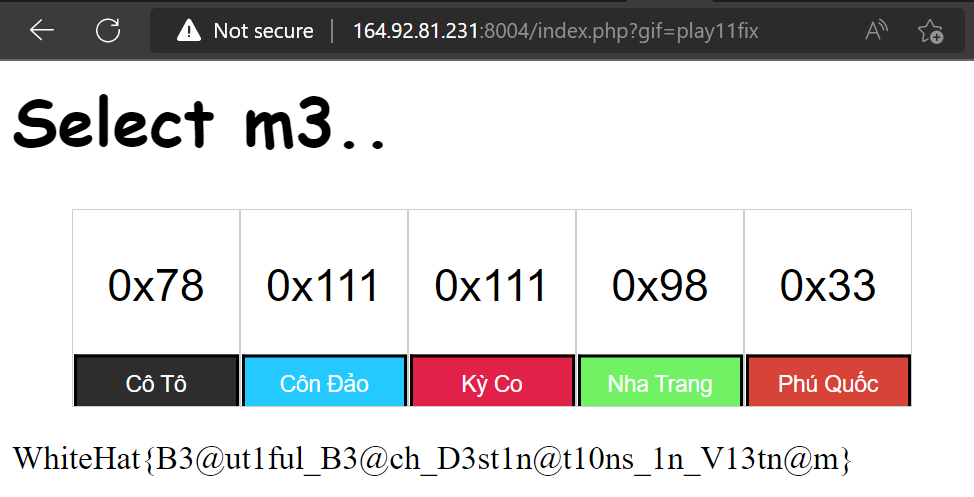 Not secure | 164.92.81.231:8004/index.php?gif=play11fix
Select m3..
0x78 0x111 0x111 0x98 0x33
Cô Tô Côn Đảo Kỳ Co Nha Trang Phú Quốc
WhiteHat{B3@ut1ful_B3@ch_D3st1n@t10ns_1n_V13tn@m}